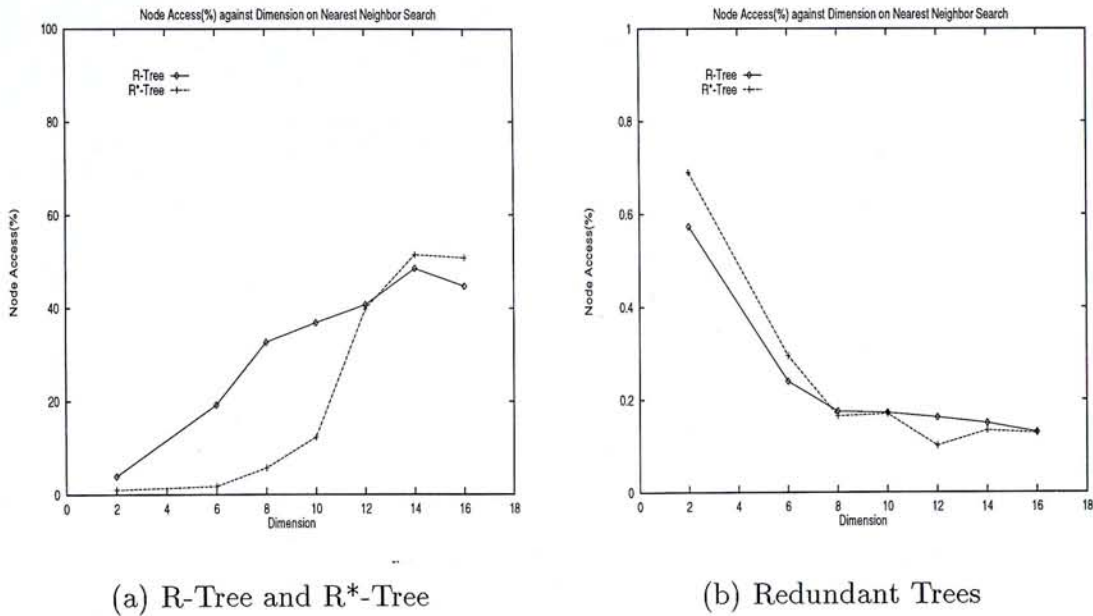 Node Access(%) against Dimension on Nearest Neighbor Search
100
80
60
40
20
0
Node Access(%)
R-Tree
R*-Tree
0 2 4 6 8 10 12 14 16 18
Dimension
(a) R-Tree and R*-Tree
Node Access(%) against Dimension on Nearest Neighbor Search
1
0.8
0.6
0.4
0.2
0
Node Access(%)
R-Tree
R*-Tree
0 2 4 6 8 10 12 14 16 18
Dimension
(b) Redundant Trees